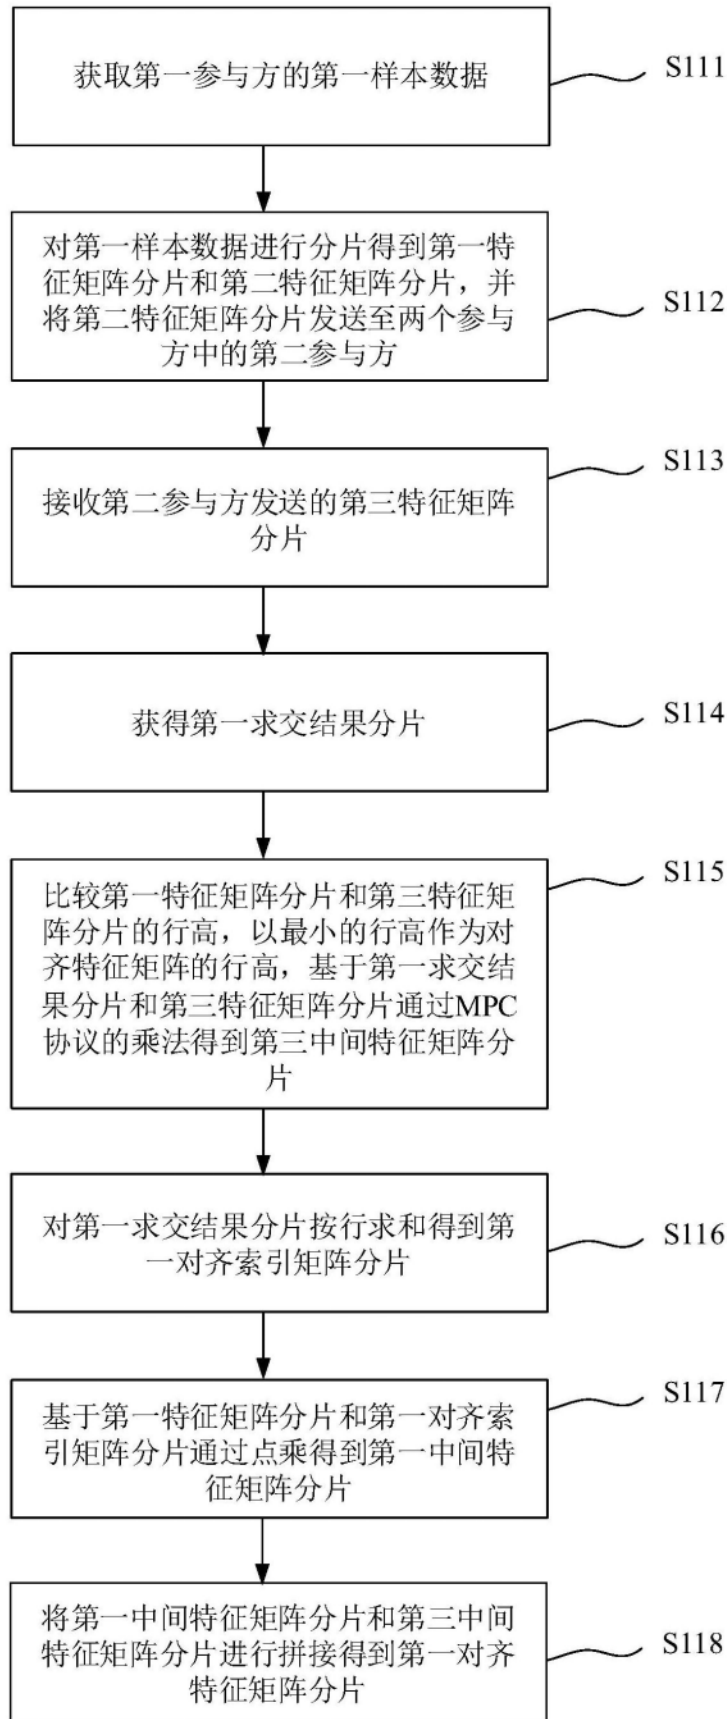 获取第一参与方的第一样本数据
S111
对第一样本数据进行分片得到第一特
征矩阵分片和第二特征矩阵分片，并
将第二特征矩阵分片发送至两个参与
方中的第二参与方
S112
接收第二参与方发送的第三特征矩阵
分片
S113
获得第一求交结果分片
S114
比较第一特征矩阵分片和第三特征矩
阵分片的行高，以最小的行高作为对
齐特征矩阵的行高，基于第一求交结
果分片和第三特征矩阵分片通过MPC
协议的乘法得到第三中间特征矩阵分
片
S115
对第一求交结果分片按行求和得到第
一对齐索引矩阵分片
S116
基于第一特征矩阵分片和第一对齐索
引矩阵分片通过点乘得到第一中间特
征矩阵分片
S117
将第一中间特征矩阵分片和第三中间
特征矩阵分片进行拼接得到第一对齐
特征矩阵分片
S118